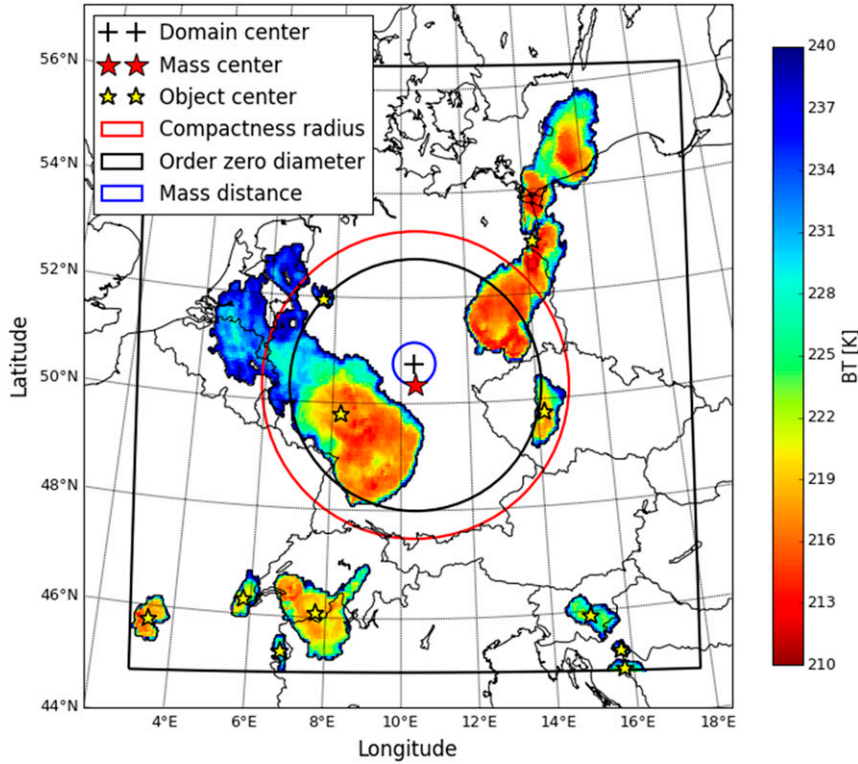 Domain center
Mass center
Object center
Compactness radius
Order zero diameter
Mass distance
56°N
54°N
52°N
50°N
48°N
46°N
44°N
Latitude
4°E
6°E
8°E
10°E
12°E
14°E
16°E
18°E
Longitude
240
237
234
231
228
225
222
219
216
213
210
BT [K]